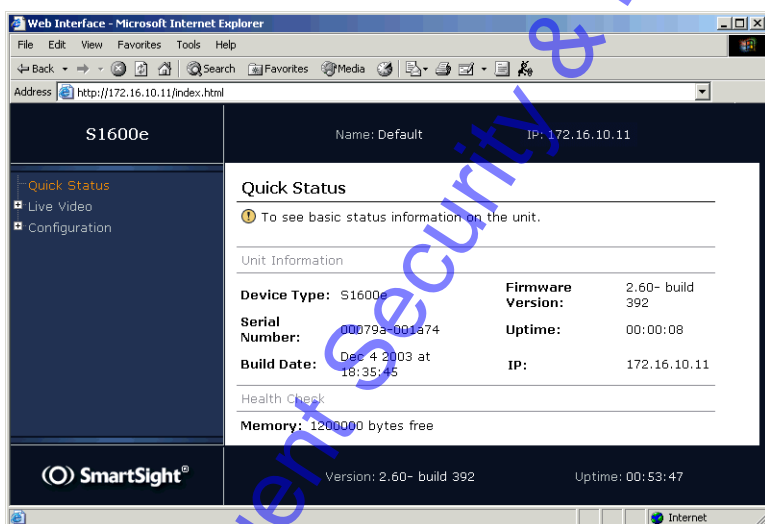 Web Interface - Microsoft Internet Explorer
File Edit View Favorites Tools Help
Back Search Favorites Media
Address http://172.16.10.11/index.html
S1600e Name: Default IP: 172.16.10.11
Quick Status
Live Video
Configuration
Quick Status
To see basic status information on the unit.
Unit Information
Device Type: S1600e Firmware Version: 2.60- build 392
Serial Number: 00079a-001a74 Uptime: 00:00:08
Build Date: Dec 4 2003 at 18:35:45 IP: 172.16.10.11
Health Check
Memory: 1200000 bytes free
SmartSight® Version: 2.60- build 392 Uptime: 00:53:47
Internet
ent Security &